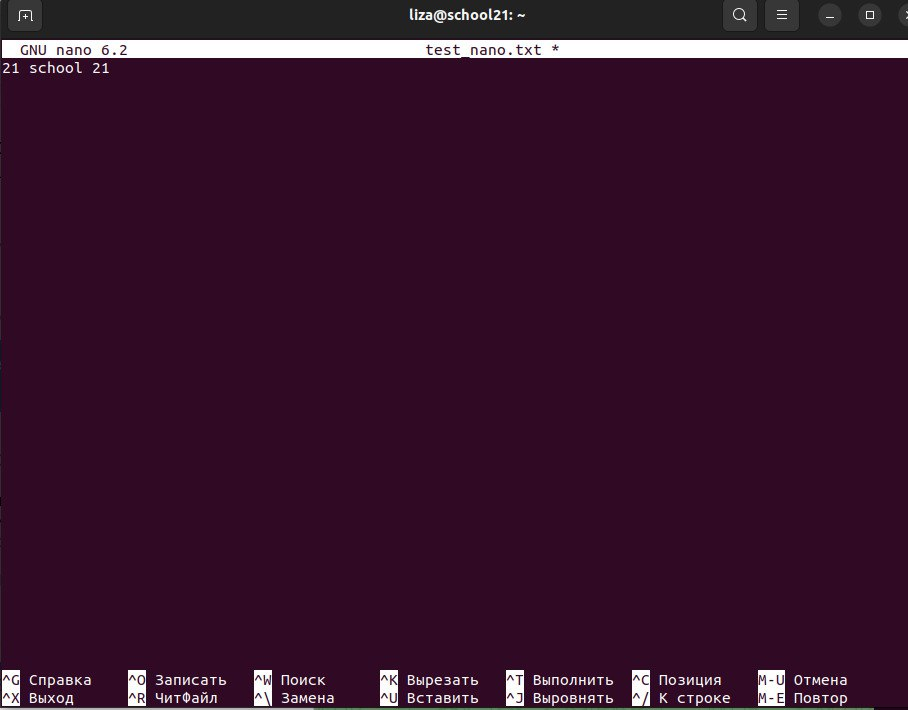 liza@school21: ~
GNU nano 6.2 test_nano.txt *
21 school 21
^G Справка ^O Записать ^W Поиск ^K Вырезать ^T Выполнить ^C Позиция M-U Отмена
^X Выход ^R ЧитФайл ^\ Замена ^U Вставить ^J Выровнять ^/ К строке M-E Повтор